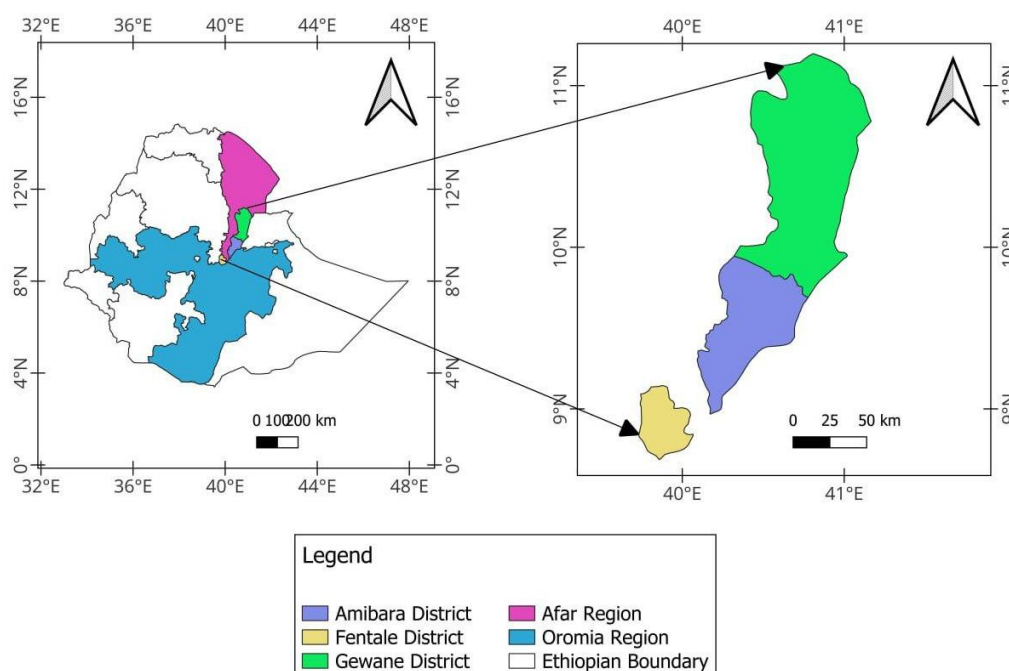 32°E 36°E 40°E 44°E 48°E
40°E 41°E
16°N 16°N
12°N 12°N
8°N 8°N
4°N 4°N
0° 0°
0 100200 km
32°E 36°E 40°E 44°E 48°E
11°N 11°N
10°N 10°N
9°N 9°N
0 25 50 km
40°E 41°E
Legend
Amibara District Afar Region
Fentale District Oromia Region
Gewane District Ethiopian Boundary